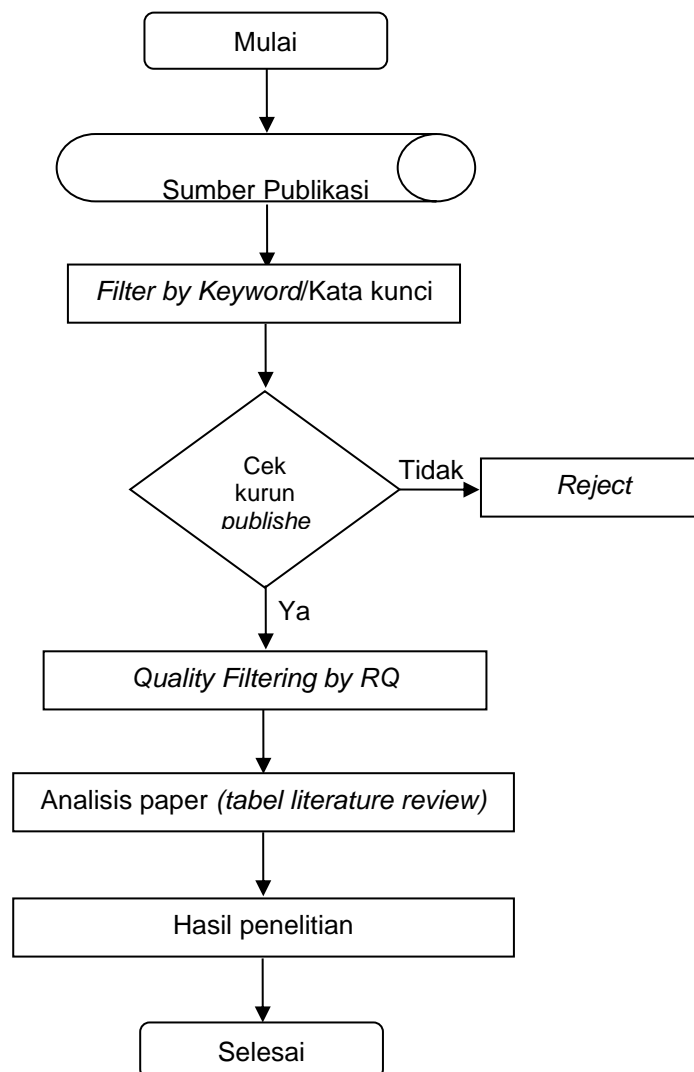 Mulai
Sumber Publikasi
Filter by Keyword/Kata kunci
Cek
kurun
publishe
Tidak
Reject
Ya
Quality Filtering by RQ
Analisis paper (tabel literature review)
Hasil penelitian
Selesai